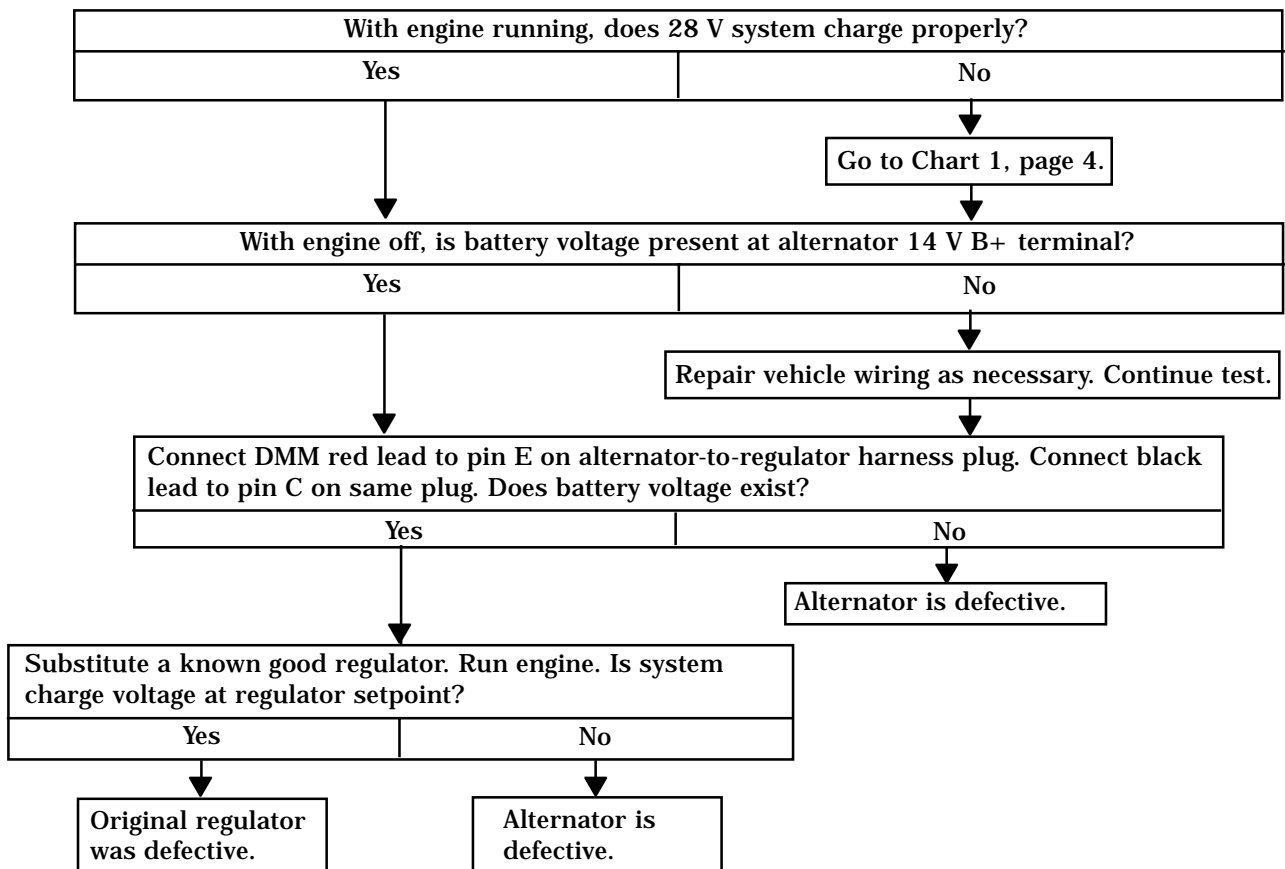 With engine running, does 28 V system charge properly?
Yes
No
Go to Chart 1, page 4.
With engine off, is battery voltage present at alternator 14 V B+ terminal?
Yes
No
Repair vehicle wiring as necessary. Continue test.
Connect DMM red lead to pin E on alternator-to-regulator harness plug. Connect black
lead to pin C on same plug. Does battery voltage exist?
Yes
No
Alternator is defective.
Substitute a known good regulator. Run engine. Is system
charge voltage at regulator setpoint?
Yes
No
Original regulator
was defective.
Alternator is
defective.